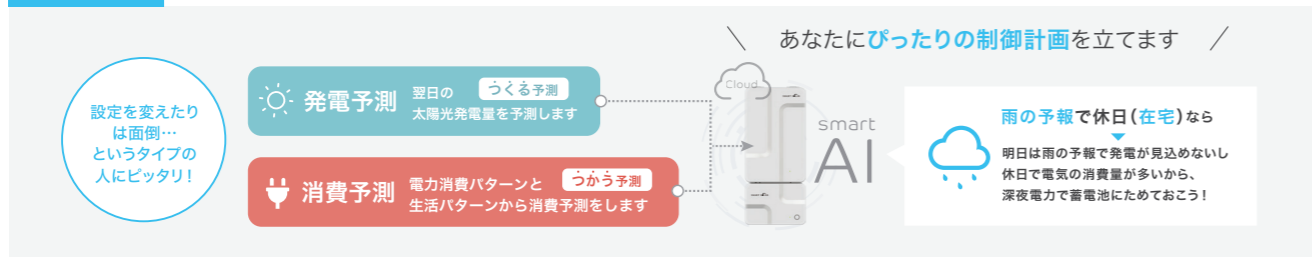 あなたにぴったりの制御計画を立てます
設定を変えたり
は面倒…
というタイプの
人にピッタリ！
発電予測
翌日の
つくる予測
太陽光発電量を予測します
消費予測
電力消費パターンと
つかう予測
生活パターンから消費予測をします
Cloud
smart
AI
雨の予報で休日（在宅）なら
明日は雨の予報で発電が見込めないし
休日で電気の消費量が多いから、
深夜電力で蓄電池にためておこう！